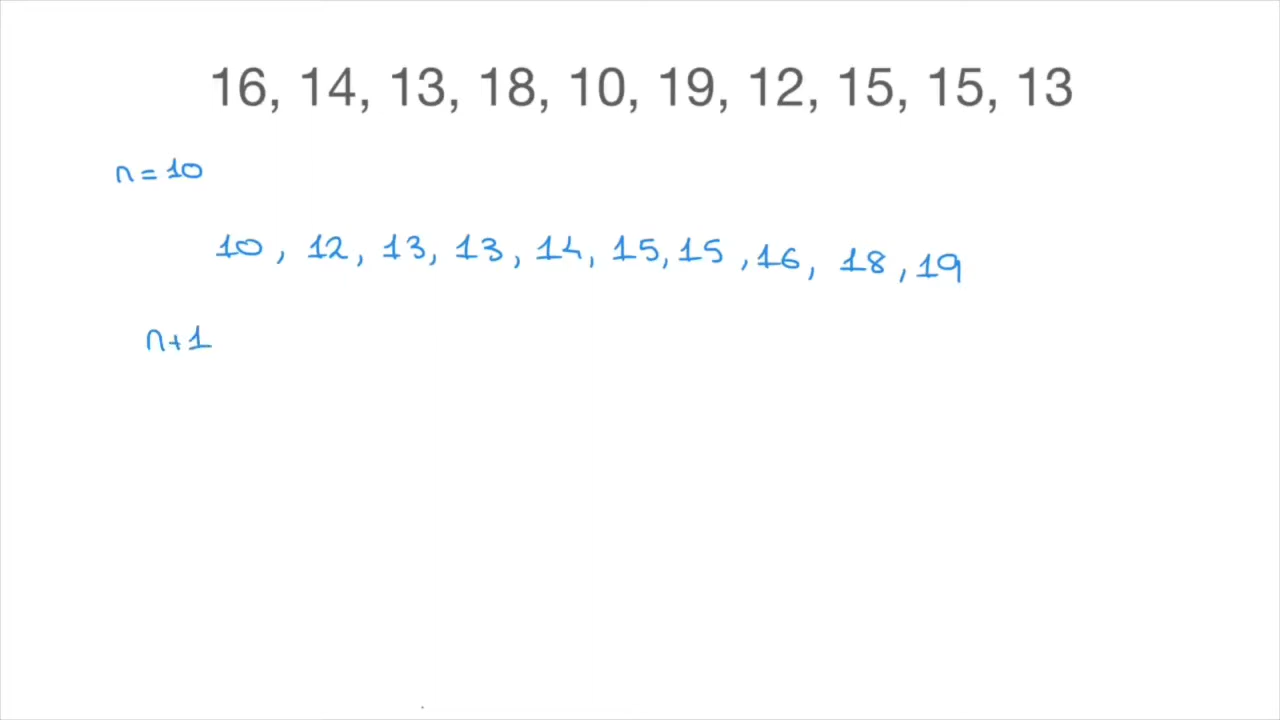 16, 14, 13, 18, 10, 19, 12, 15, 15, 13
n = 10
10, 12, 13, 13, 14, 15, 15, 16, 18, 19
n+1